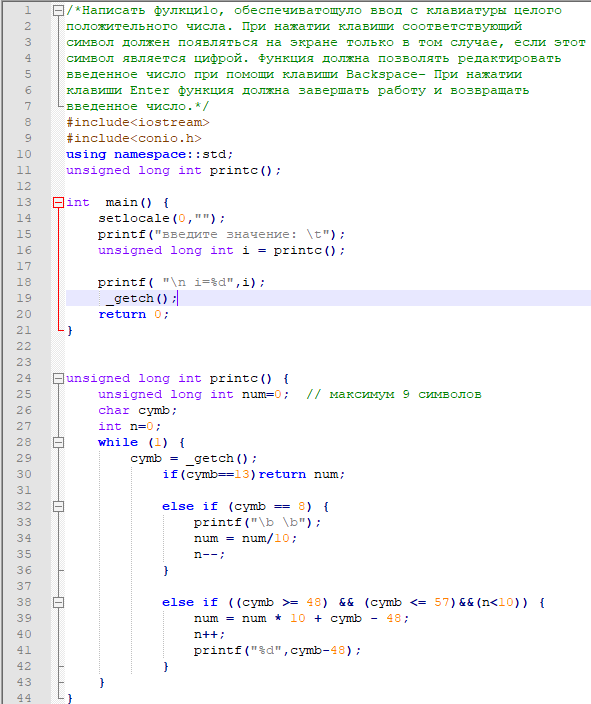 1 /*Написать функци1о, обеспечиватощуло ввод с клавиатуры целого
2 положительного числа. При нажатии клавиши соответствующий
3 символ должен появляться на экране только в том случае, если этот
4 символ является цифрой. Функция должна позволять редактировать
5 введенное число при помощи клавиши Backspace- При нажатии
6 клавиши Enter функция должна завершать работу и возвращать
7 введенное число.*/
8 #include<iostream>
9 #include<conio.h>
10 using namespace::std;
11 unsigned long int printc();
12
13 int  main() {
14     setlocale(0,"");
15     printf("введите значение: \t");
16     unsigned long int i = printc();
17
18     printf( "\n i=%d",i);
19      _getch();
20     return 0;
21 }
22
23
24 unsigned long int printc() {
25     unsigned long int num=0;  // максимум 9 символов
26     char cymb;
27     int n=0;
28     while (1) {
29         cymb = _getch();
30             if(cymb==13)return num;
31
32             else if (cymb == 8) {
33                 printf("\b \b");
34                 num = num/10;
35                 n--;
36             }
37
38             else if ((cymb >= 48) && (cymb <= 57)&&(n<10)) {
39                 num = num * 10 + cymb - 48;
40                 n++;
41                 printf("%d",cymb-48);
42             }
43     }
44 }